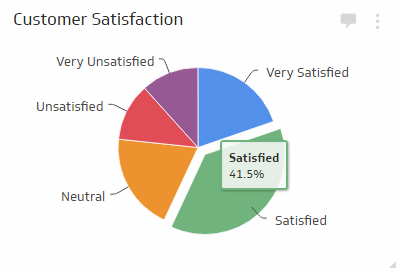 Customer Satisfaction
Very Unsatisfied
Very Satisfied
Unsatisfied
Satisfied
41.5%
Neutral
Satisfied